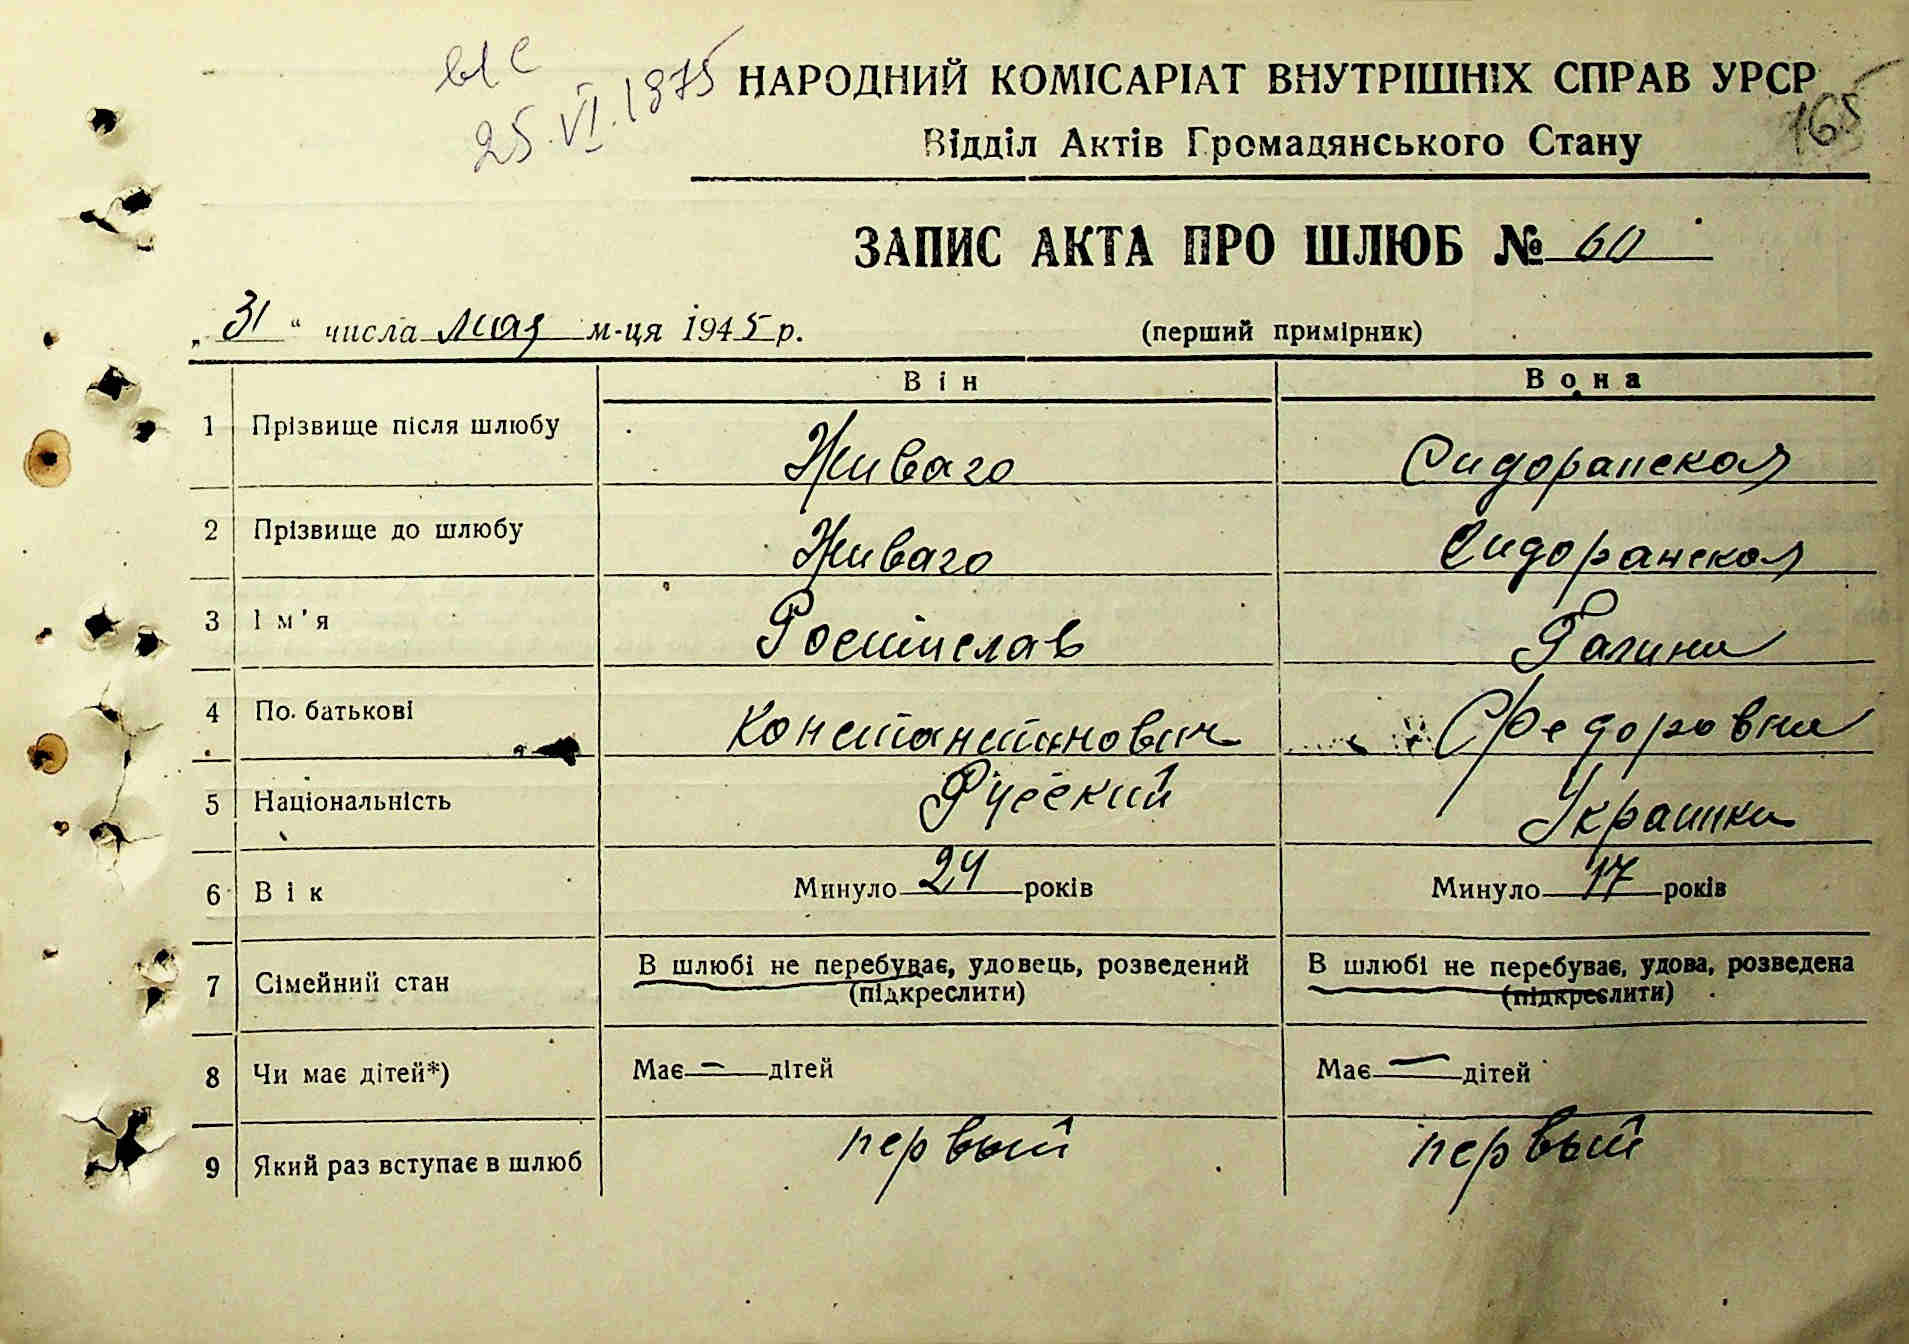 25.VI.1975
НАРОДНИЙ КОМІСАРІАТ ВНУТРІШНІХ СПРАВ УРСР
165
Відділ Актів Громадянського Стану
ЗАПИС АКТА ПРО ШЛЮБ № 60
„31“ числа мая м-ця 1945 р. (перший примірник)
Він Вона
1 Прізвище після шлюбу Живаго Сидоранская
2 Прізвище до шлюбу Живаго Сидоранская
3 Ім'я Ростислав Галина
4 По батькові Константинович Федоровна
5 Національність Русский Украинка
6 Вік Минуло 24 років Минуло 17 років
7 Сімейний стан В шлюбі не перебуває, удовець, розведений В шлюбі не перебуває, удова, розведена
(підкреслити) (підкреслити)
8 Чи має дітей*) Має — дітей Має — дітей
9 Який раз вступає в шлюб первый первый